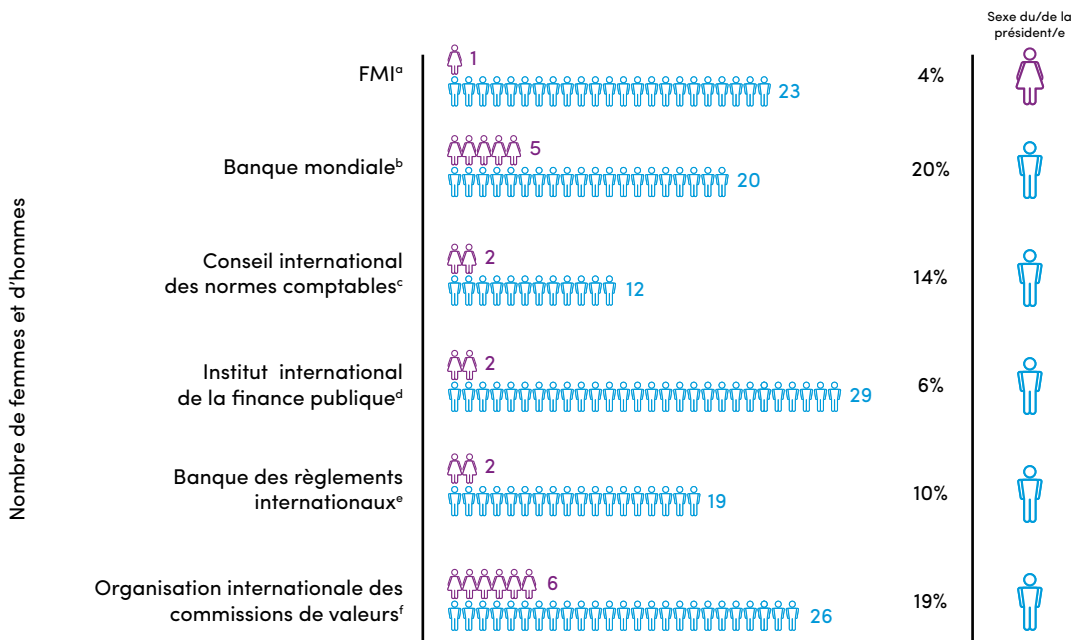 Sexe du/de la
président/e
Nombre de femmes et d'hommes
FMIᵃ
1
23
4%
Banque mondialeᵇ
5
20
20%
Conseil international
des normes comptablesᶜ
2
12
14%
Institut international
de la finance publiqueᵈ
2
29
6%
Banque des règlements
internationauxᵉ
2
19
10%
Organisation internationale des
commissions de valeursᶠ
6
26
19%